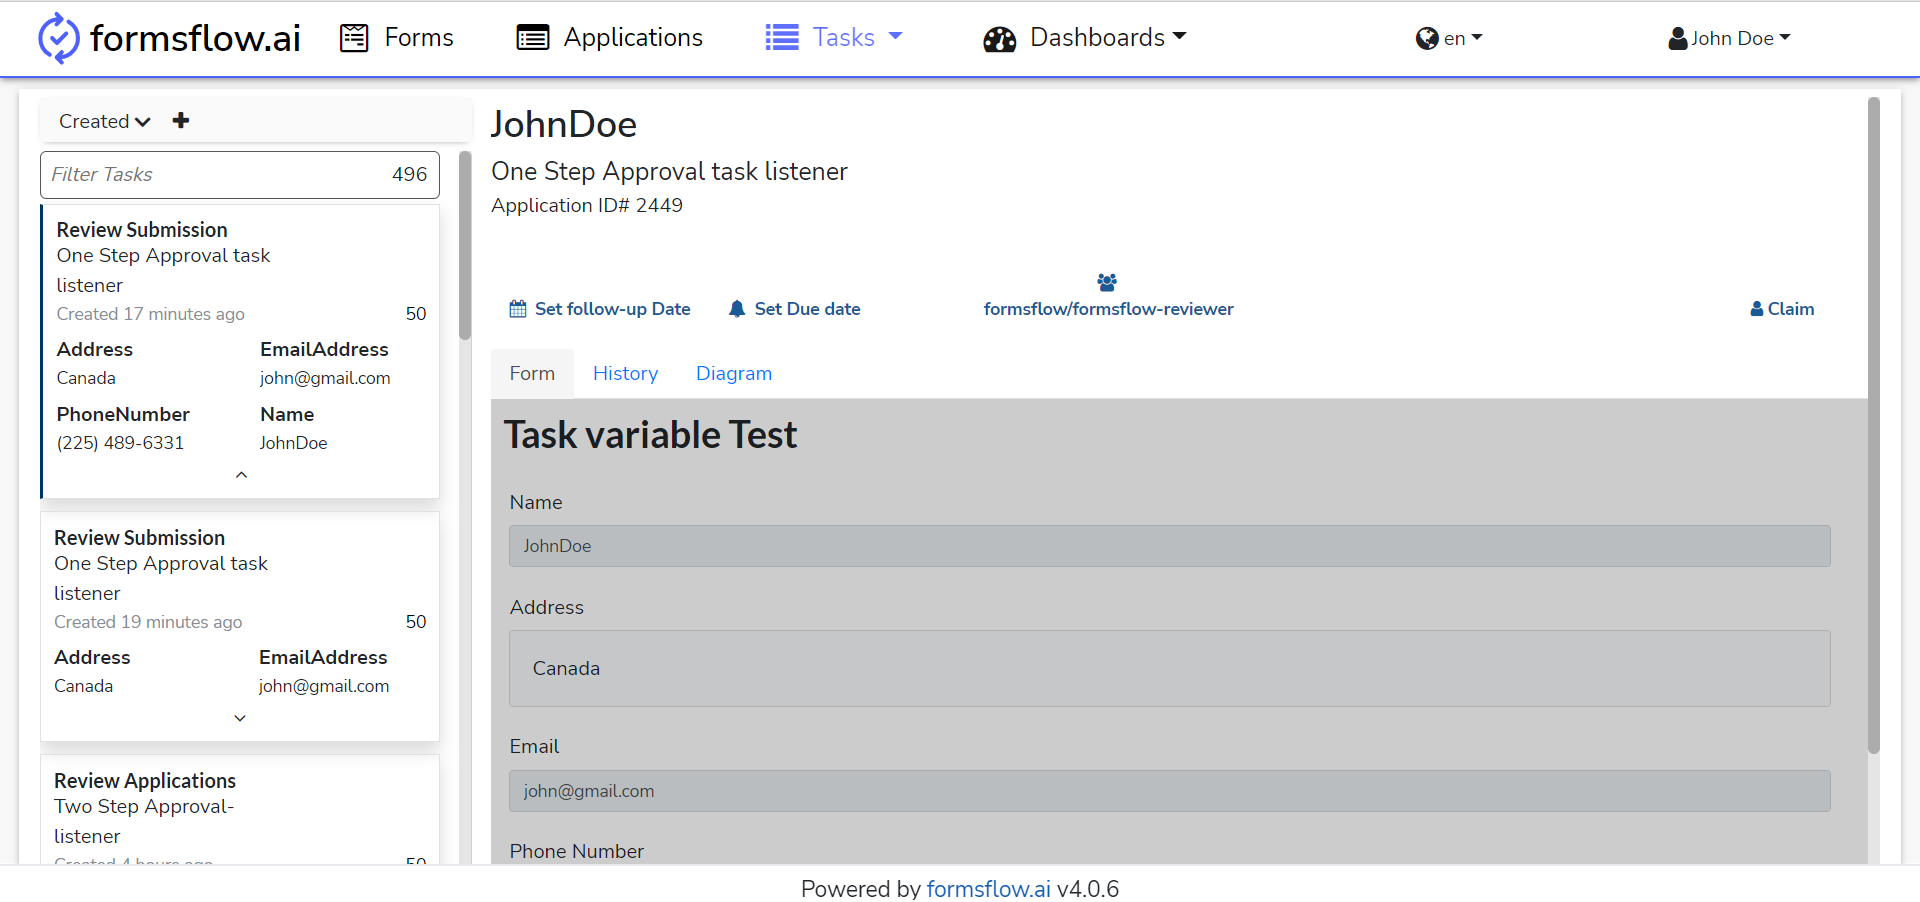 formsflow.ai Forms Applications Tasks Dashboards en John Doe
Created
Filter Tasks 496
Review Submission
One Step Approval task
listener
Created 17 minutes ago 50
Address EmailAddress
Canada john@gmail.com
PhoneNumber Name
(225) 489-6331 JohnDoe
Review Submission
One Step Approval task
listener
Created 19 minutes ago 50
Address EmailAddress
Canada john@gmail.com
Review Applications
Two Step Approval-
listener
Created 4 hours ago 50
JohnDoe
One Step Approval task listener
Application ID# 2449
Set follow-up Date Set Due date formsflow/formsflow-reviewer Claim
Form History Diagram
Task variable Test
Name
JohnDoe
Address
Canada
Email
john@gmail.com
Phone Number
Powered by formsflow.ai v4.0.6